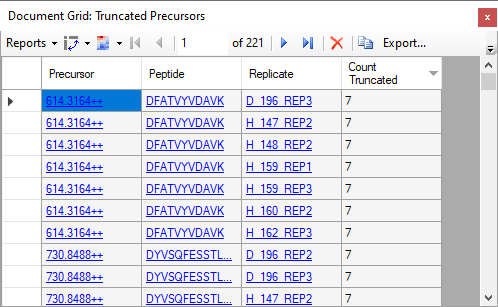 Document Grid: Truncated Precursors
Reports 1 of 221 Export...
Precursor Peptide Replicate Count Truncated
614.3164++ DFATVYVDAVK D_196_REP3 7
614.3164++ DFATVYVDAVK H_147_REP2 7
614.3164++ DFATVYVDAVK H_148_REP2 7
614.3164++ DFATVYVDAVK H_159_REP1 7
614.3164++ DFATVYVDAVK H_159_REP3 7
614.3164++ DFATVYVDAVK H_160_REP2 7
614.3164++ DFATVYVDAVK H_162_REP3 7
730.8488++ DYVSQFESSTL... D_196_REP2 7
730.8488++ DYVSQFESSTL... D_196_REP3 7
730.8488++ DYVSQFESSTL... H_147_REP2 7